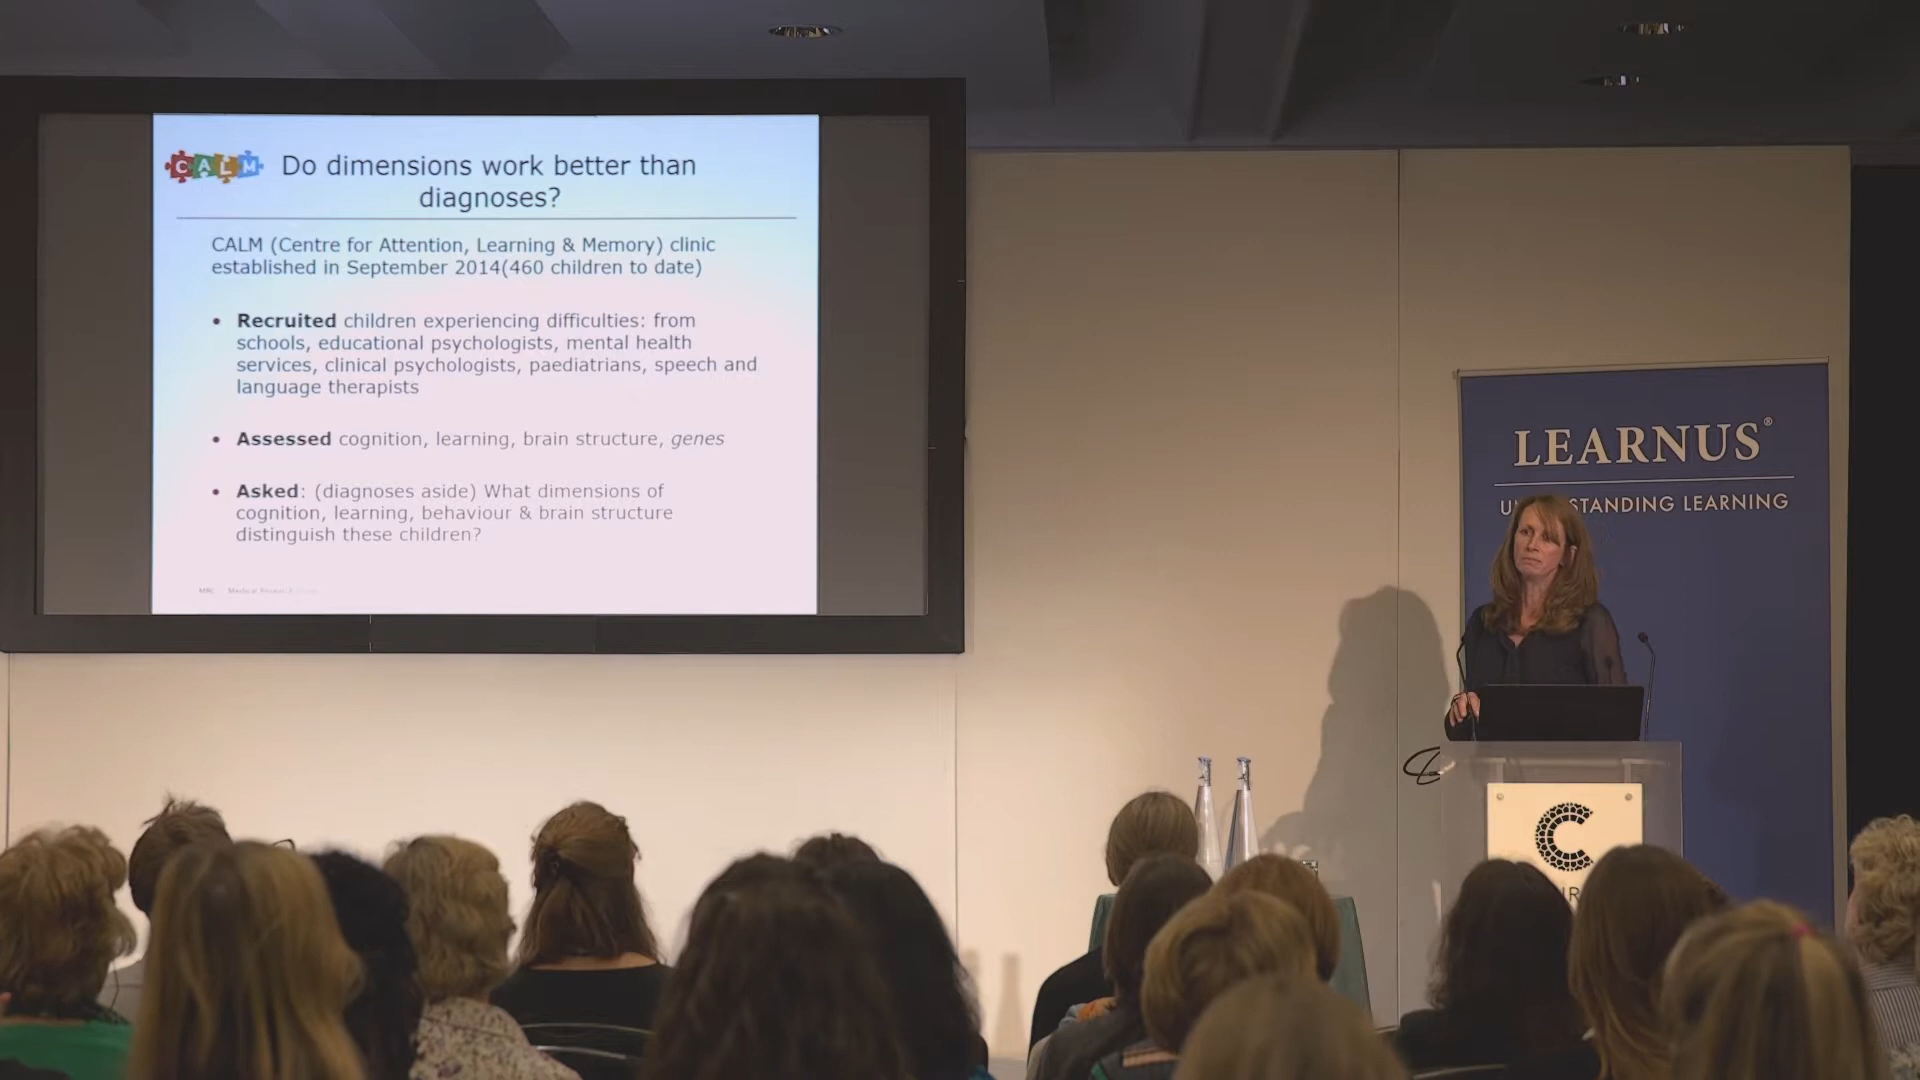 CALM
Do dimensions work better than
diagnoses?
CALM (Centre for Attention, Learning & Memory) clinic
established in September 2014(460 children to date)
• Recruited children experiencing difficulties: from
schools, educational psychologists, mental health
services, clinical psychologists, paediatrians, speech and
language therapists
• Assessed cognition, learning, brain structure, genes
• Asked: (diagnoses aside) What dimensions of
cognition, learning, behaviour & brain structure
distinguish these children?
MRC Medical
LEARNUS®
LEARNING
C